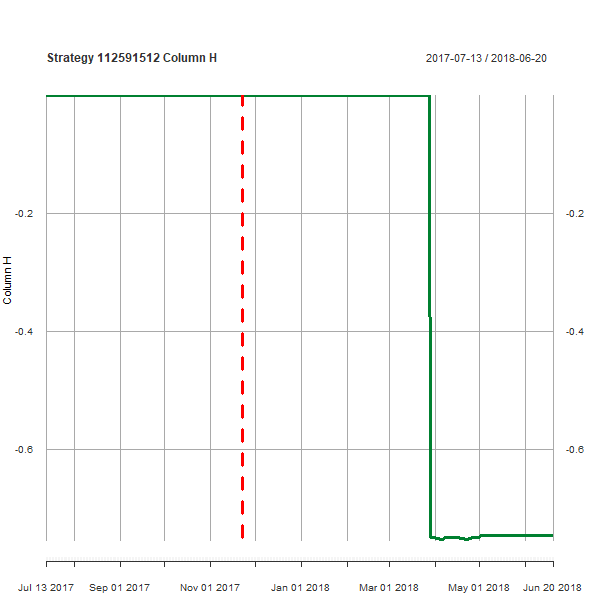 Strategy 112591512 Column H
2017-07-13 / 2018-06-20
-0.2
-0.4
-0.6
Column H
-0.2
-0.4
-0.6
Jul 13 2017
Sep 01 2017
Nov 01 2017
Jan 01 2018
Mar 01 2018
May 01 2018
Jun 20 2018